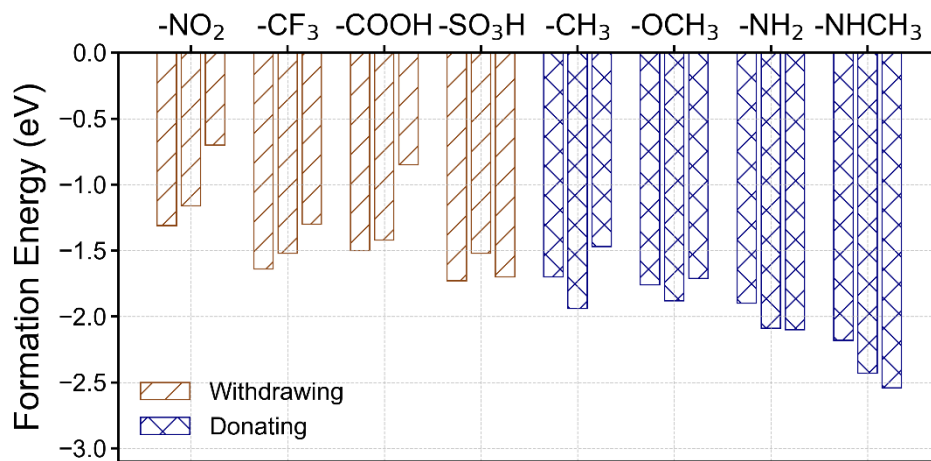 -NO₂ -CF₃ -COOH -SO₃H -CH₃ -OCH₃ -NH₂ -NHCH₃
0.0
−0.5
−1.0
−1.5
−2.0
−2.5
−3.0
Formation Energy (eV)
Withdrawing
Donating